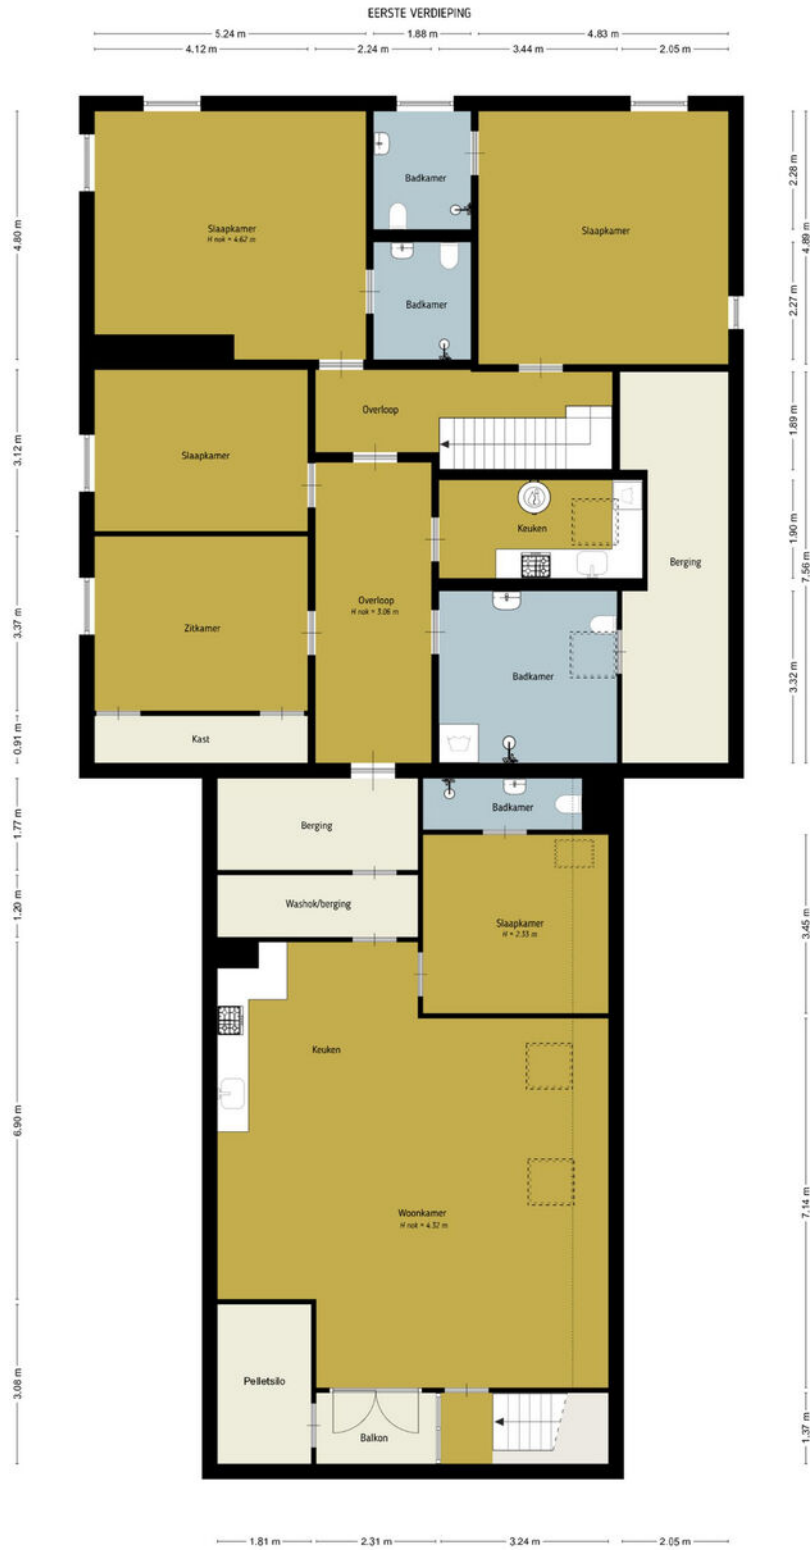 EERSTE VERDIEPING
5.24 m
1.88 m
4.83 m
4.12 m
2.24 m
3.44 m
2.05 m
4.80 m
3.12 m
3.37 m
0.91 m
1.77 m
1.20 m
6.90 m
3.08 m
2.28 m
4.89 m
2.27 m
1.89 m
1.90 m
7.56 m
3.32 m
3.45 m
7.14 m
1.37 m
Badkamer
Slaapkamer
H nok = 4.62 m
Slaapkamer
Badkamer
Overloop
Slaapkamer
Keuken
Berging
Overloop
H nok = 3.06 m
Zitkamer
Badkamer
Kast
Badkamer
Berging
Washok/berging
Slaapkamer
H = 2.33 m
Keuken
Woonkamer
H nok = 4.32 m
Pelletsilo
Balkon
1.81 m
2.31 m
3.24 m
2.05 m